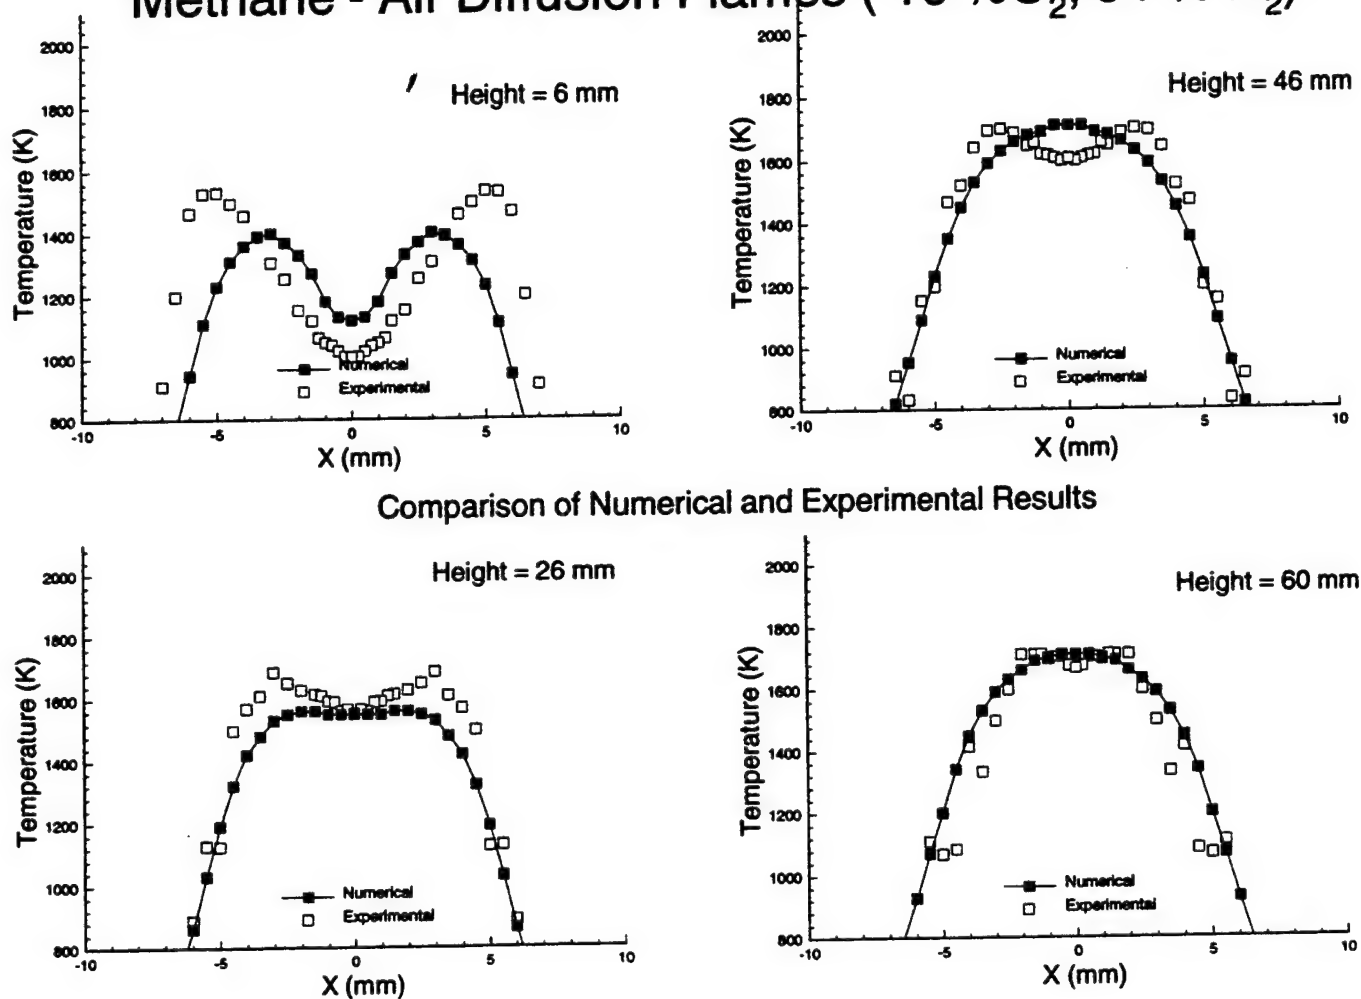 Methane - Air Diffusion Flames (
Height = 6 mm
Temperature (K)
2000
1800
1600
1400
1200
1000
800
Numerical
Experimental
-10 -5 0 5 10
X (mm)
Height = 46 mm
Temperature (K)
2000
1800
1600
1400
1200
1000
800
Numerical
Experimental
-10 -5 0 5 10
X (mm)
Comparison of Numerical and Experimental Results
Height = 26 mm
Temperature (K)
2000
1800
1600
1400
1200
1000
800
Numerical
Experimental
-10 -5 0 5 10
X (mm)
Height = 60 mm
Temperature (K)
2000
1800
1600
1400
1200
1000
800
Numerical
Experimental
-10 -5 0 5 10
X (mm)